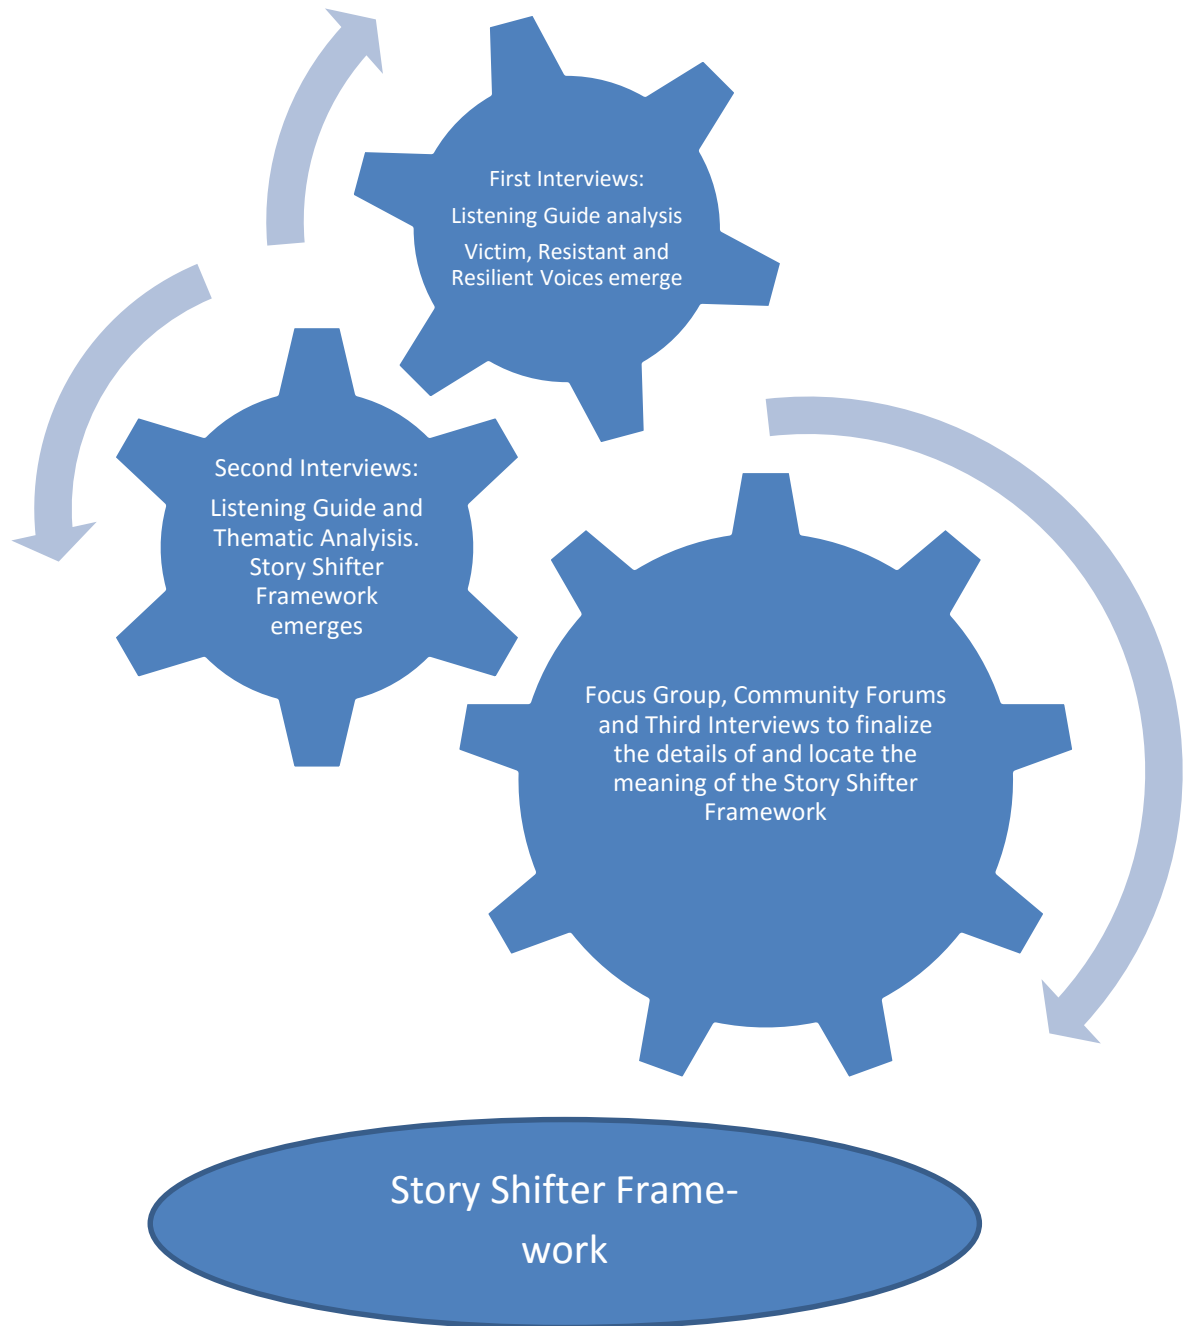 First Interviews:
Listening Guide analysis
Victim, Resistant and
Resilient Voices emerge
Second Interviews:
Listening Guide and
Thematic Analyisis.
Story Shifter
Framework
emerges
Focus Group, Community Forums
and Third Interviews to finalize
the details of and locate the
meaning of the Story Shifter
Framework
Story Shifter Frame-
work